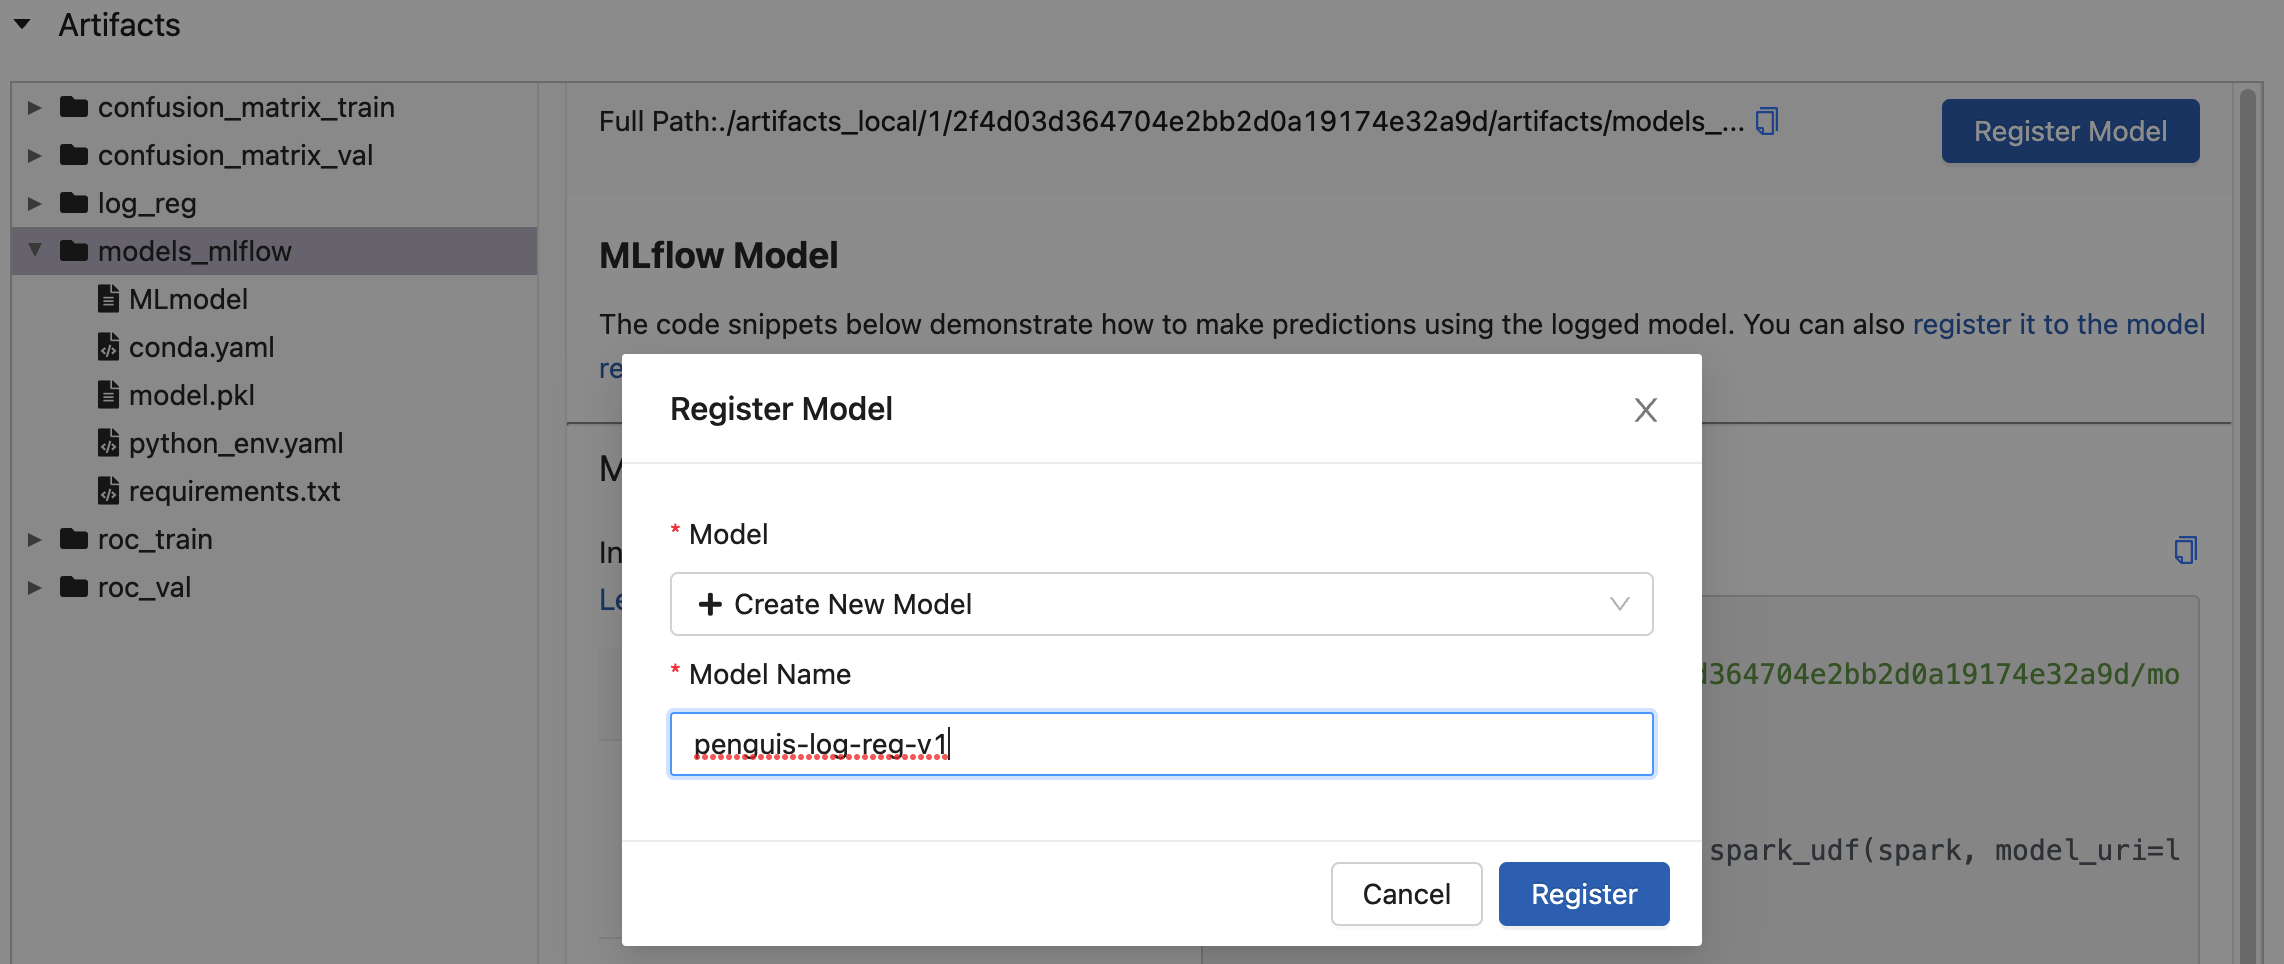 Artifacts
confusion_matrix_train
confusion_matrix_val
log_reg
models_mlflow
MLmodel
conda.yaml
model.pkl
python_env.yaml
requirements.txt
roc_train
roc_val
Full Path:./artifacts_local/1/2f4d03d364704e2bb2d0a19174e32a9d/artifacts/models_...
Register Model
MLflow Model
The code snippets below demonstrate how to make predictions using the logged model. You can also register it to the model
re
M
In
Le
d364704e2bb2d0a19174e32a9d/mo
spark_udf(spark, model_uri=l
Register Model
* Model
+ Create New Model
* Model Name
penguis-log-reg-v1
Cancel
Register